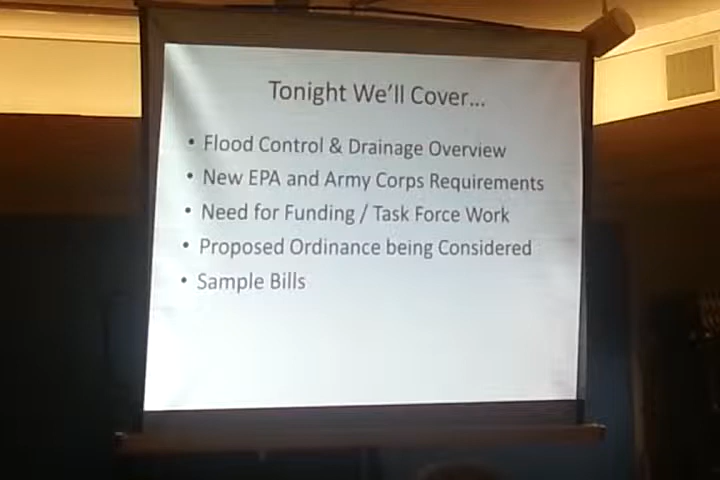 Tonight We'll Cover...
• Flood Control & Drainage Overview
• New EPA and Army Corps Requirements
• Need for Funding / Task Force Work
• Proposed Ordinance being Considered
• Sample Bills